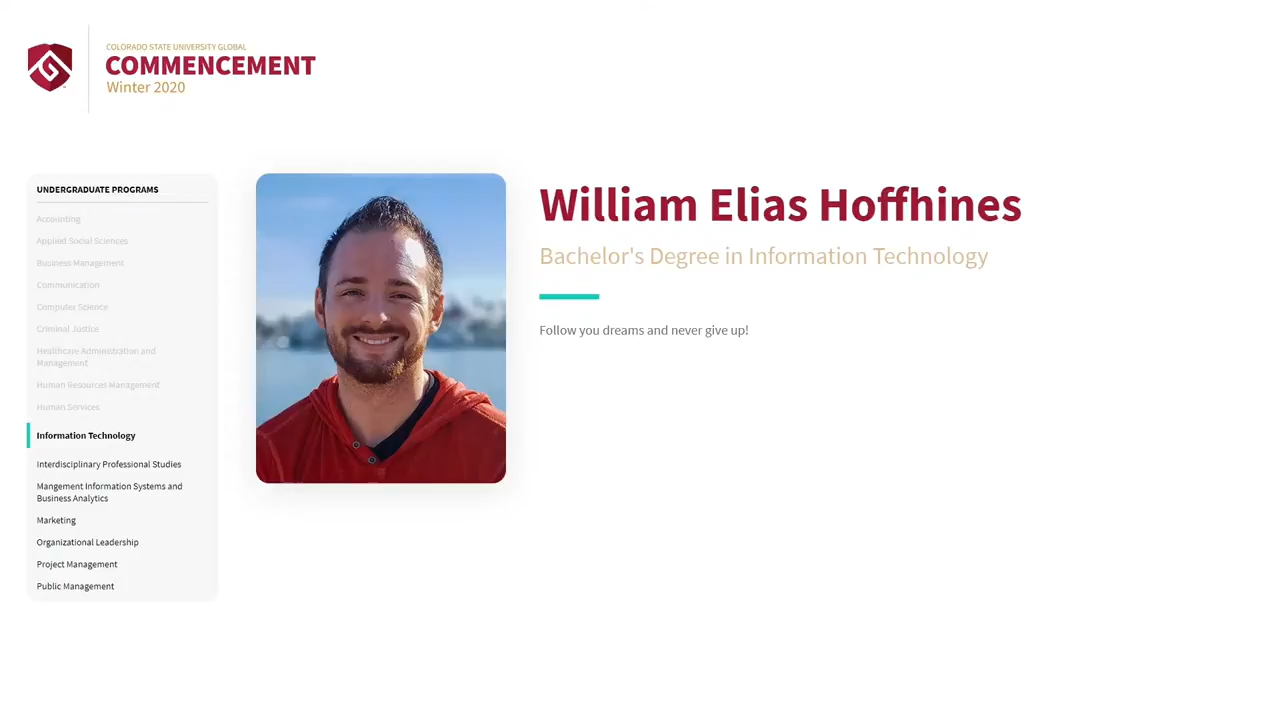 COLORADO STATE UNIVERSITY GLOBAL
COMMENCEMENT
Winter 2020
UNDERGRADUATE PROGRAMS
Accounting
Applied Social Sciences
Business Management
Communication
Computer Science
Criminal Justice
Healthcare Administration and
Management
Human Resources Management
Human Services
Information Technology
Interdisciplinary Professional Studies
Mangement Information Systems and
Business Analytics
Marketing
Organizational Leadership
Project Management
Public Management
William Elias Hoffhines
Bachelor's Degree in Information Technology
Follow you dreams and never give up!